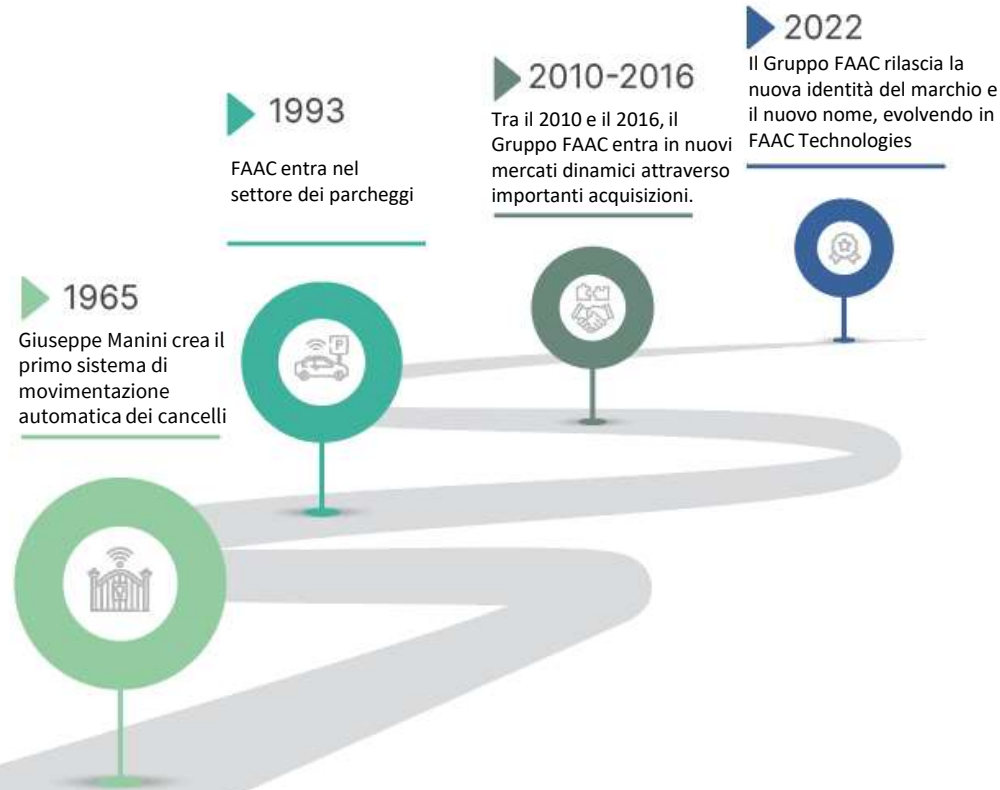 1965
Giuseppe Manini crea il
primo sistema di
movimentazione
automatica dei cancelli
1993
FAAC entra nel
settore dei parcheggi
P
2010-2016
Tra il 2010 e il 2016, il
Gruppo FAAC entra in nuovi
mercati dinamici attraverso
importanti acquisizioni.
2022
Il Gruppo FAAC rilascia la
nuova identità del marchio e
il nuovo nome, evolvendo in
FAAC Technologies